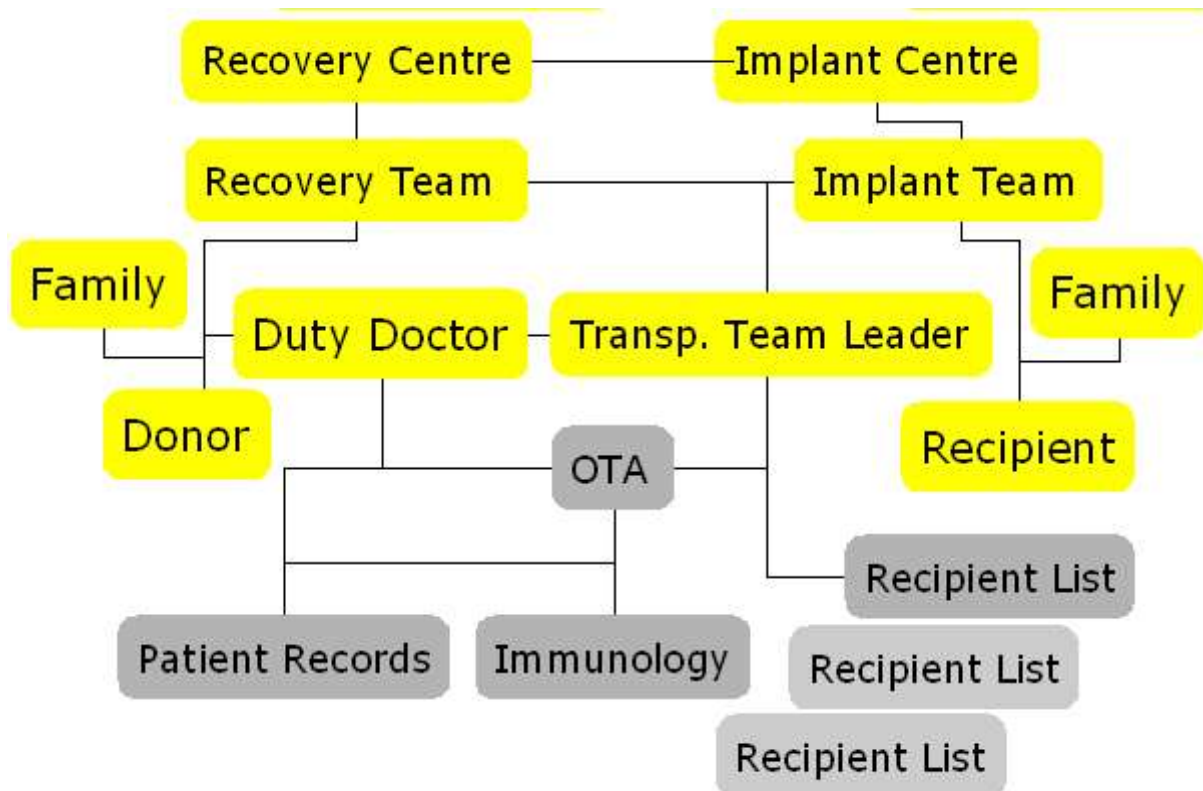 Recovery Centre
Implant Centre
Recovery Team
Implant Team
Family
Family
Duty Doctor
Transp. Team Leader
Donor
Recipient
OTA
Recipient List
Patient Records
Immunology
Recipient List
Recipient List